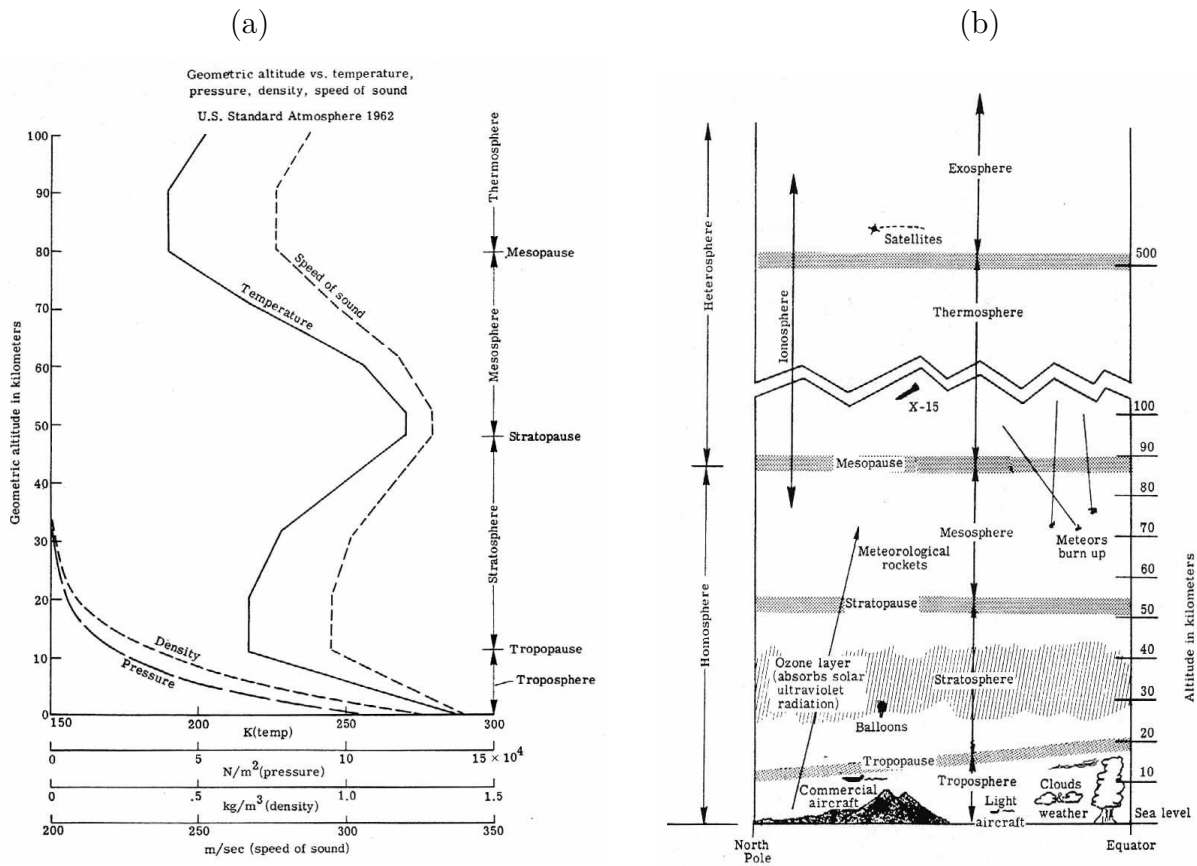 (a)
Geometric altitude vs. temperature,
pressure, density, speed of sound
U.S. Standard Atmosphere 1962
Geometric altitude in kilometers
100
90
80
70
60
50
40
30
20
10
0
Temperature
Speed of sound
Density
Pressure
Thermosphere
Mesopause
Mesosphere
Stratopause
Stratosphere
Tropopause
Troposphere
150 200 250 300
K(temp)
0 5 10 15 × 10⁴
N/m² (pressure)
0 .5 1.0 1.5
kg/m³ (density)
200 250 300 350
m/sec (speed of sound)
(b)
Heterosphere
Homosphere
Ionosphere
Exosphere
Satellites
Thermosphere
X-15
Mesopause
Mesosphere
Meteors
burn up
Meteorological
rockets
Stratopause
Ozone layer
(absorbs solar
ultraviolet
radiation)
Stratosphere
Balloons
Tropopause
Troposphere
Commercial
aircraft
Light
aircraft
Clouds
&
weather
500
100
90
80
70
60
50
40
30
20
10
Sea level
Altitude in kilometers
North
Pole
Equator